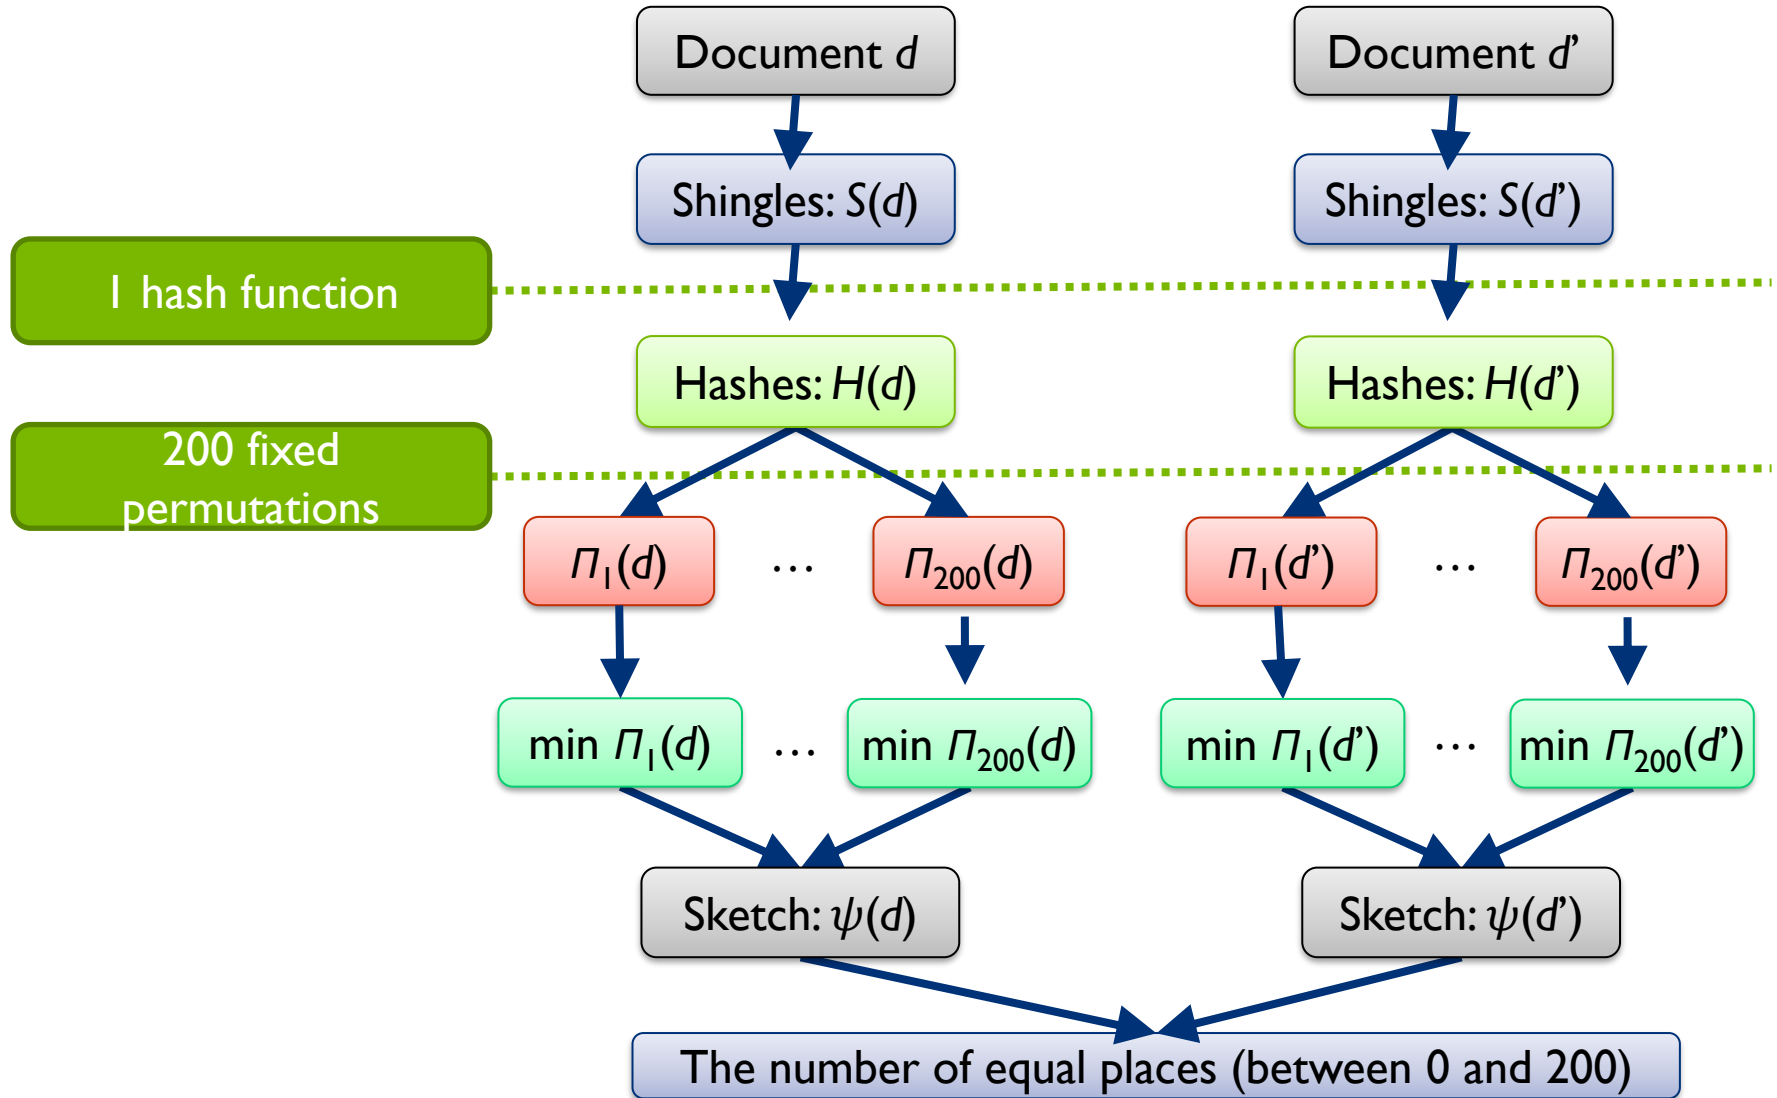 Document d
Document d’
Shingles: S(d)
Shingles: S(d’)
1 hash function
Hashes: H(d)
Hashes: H(d’)
200 fixed
permutations
Π1(d) … Π200(d)
Π1(d’) … Π200(d’)
min Π1(d) … min Π200(d)
min Π1(d’) … min Π200(d’)
Sketch: ψ(d)
Sketch: ψ(d’)
The number of equal places (between 0 and 200)